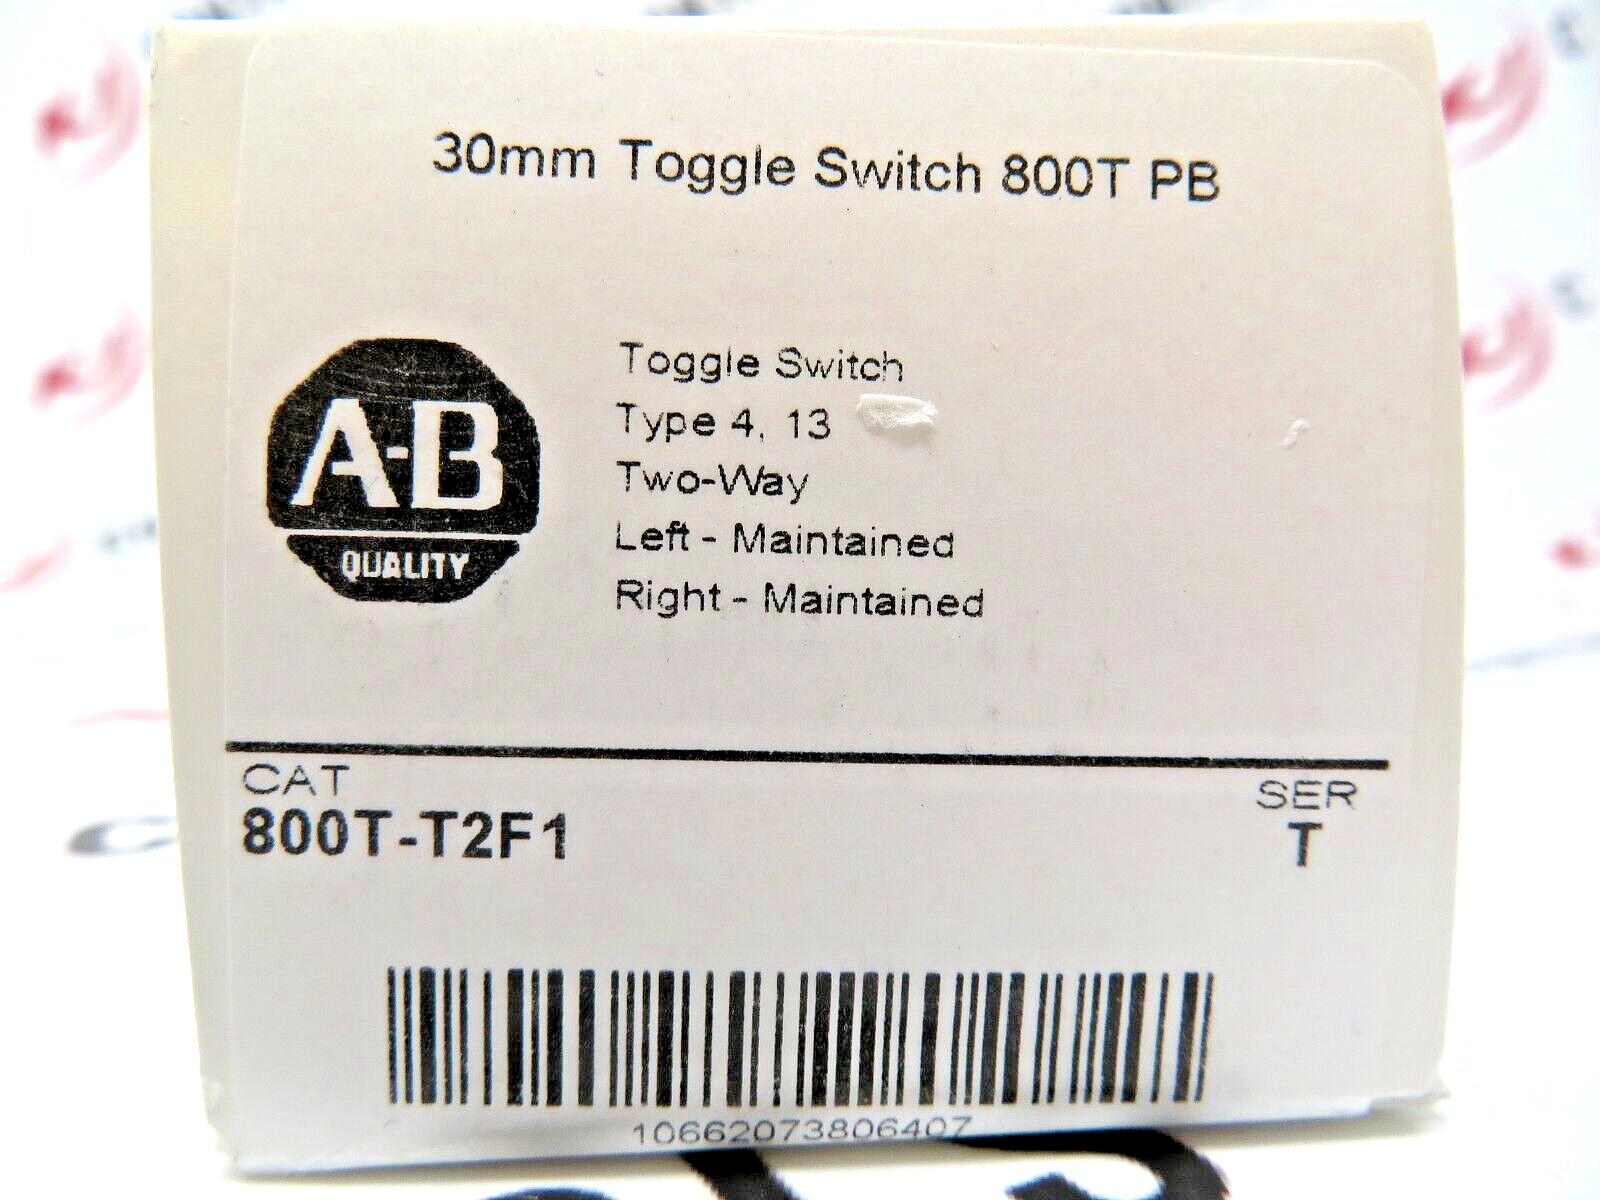 30mm Toggle Switch 800T PB
A-B
QUALITY
Toggle Switch
Type 4, 13
Two-Way
Left - Maintained
Right - Maintained
CAT
800T-T2F1
SER
T
10662073806407